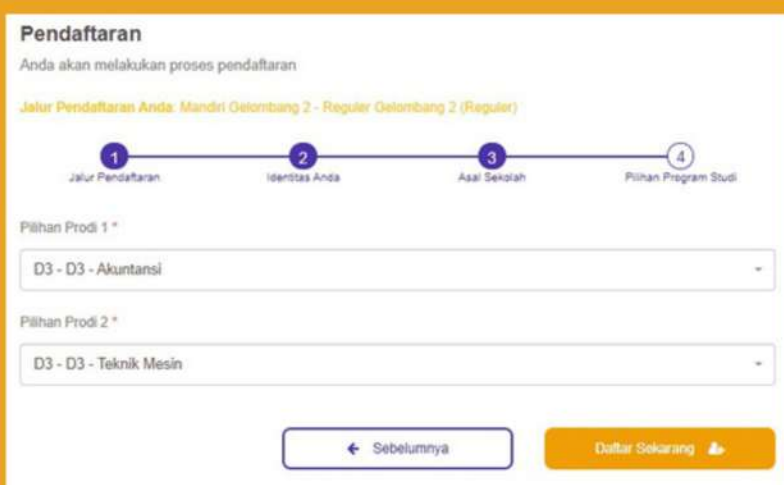 Pendaftaran
Anda akan melakukan proses pendaftaran
Jalur Pendaftaran Anda: Mandiri Gelombang 2 - Reguler Gelombang 2 (Reguler)
1 2 3 4
Jalur Pendaftaran Identitas Anda Asal Sekolah Pilihan Program Studi
Pilihan Prodi 1 *
D3 - D3 - Akuntansi
Pilihan Prodi 2 *
D3 - D3 - Teknik Mesin
Sebelumnya Daftar Sekarang